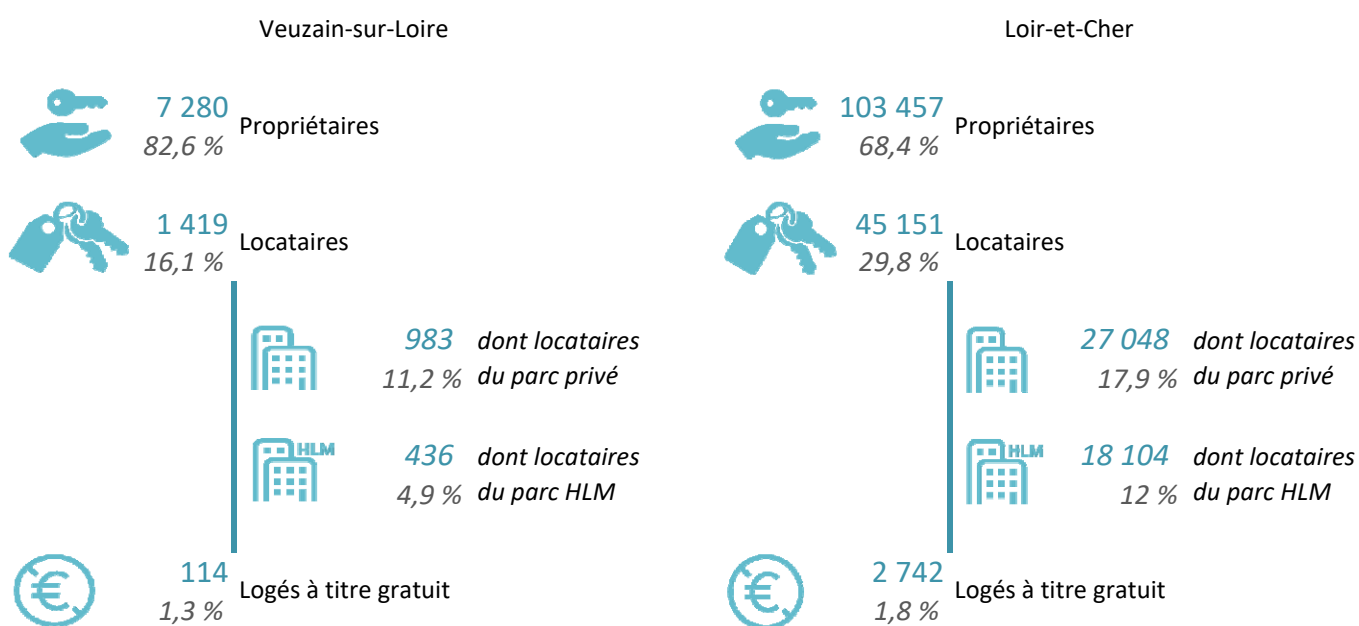 Veuzain-sur-Loire
7 280
Propriétaires
82,6 %
1 419
Locataires
16,1 %
983 dont locataires
11,2 % du parc privé
HLM
436 dont locataires
4,9 % du parc HLM
114
Logés à titre gratuit
1,3 %
Loir-et-Cher
103 457
Propriétaires
68,4 %
45 151
Locataires
29,8 %
27 048 dont locataires
17,9 % du parc privé
HLM
18 104 dont locataires
12 % du parc HLM
2 742
Logés à titre gratuit
1,8 %